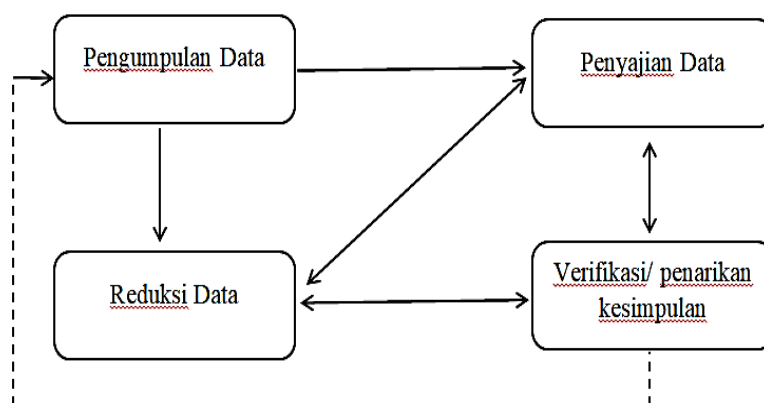 Pengumpulan Data
Penyajian Data
Reduksi Data
Verifikasi/ penarikan
kesimpulan